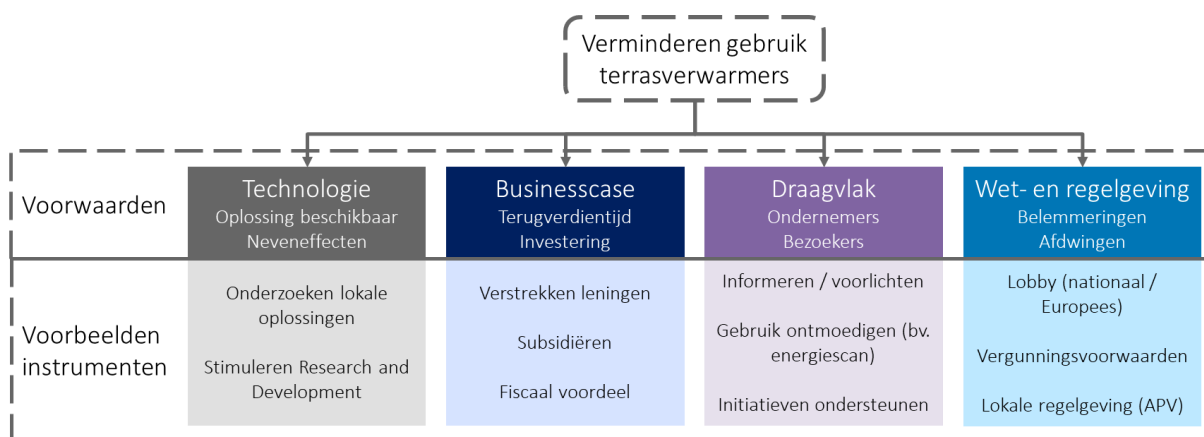 Verminderen gebruik
terrasverwarmers
Voorwaarden
Technologie
Oplossing beschikbaar
Neveneffecten
Businesscase
Terugverdientijd
Investering
Draagvlak
Ondernemers
Bezoekers
Wet- en regelgeving
Belemmeringen
Afdwingen
Voorbeelden
instrumenten
Onderzoeken lokale
oplossingen
Stimuleren Research and
Development
Verstrekken leningen
Subsidiëren
Fiscaal voordeel
Informeren / voorlichten
Gebruik ontmoedigen (bv.
energiescan)
Initiatieven ondersteunen
Lobby (nationaal /
Europees)
Vergunningsvoorwaarden
Lokale regelgeving (APV)